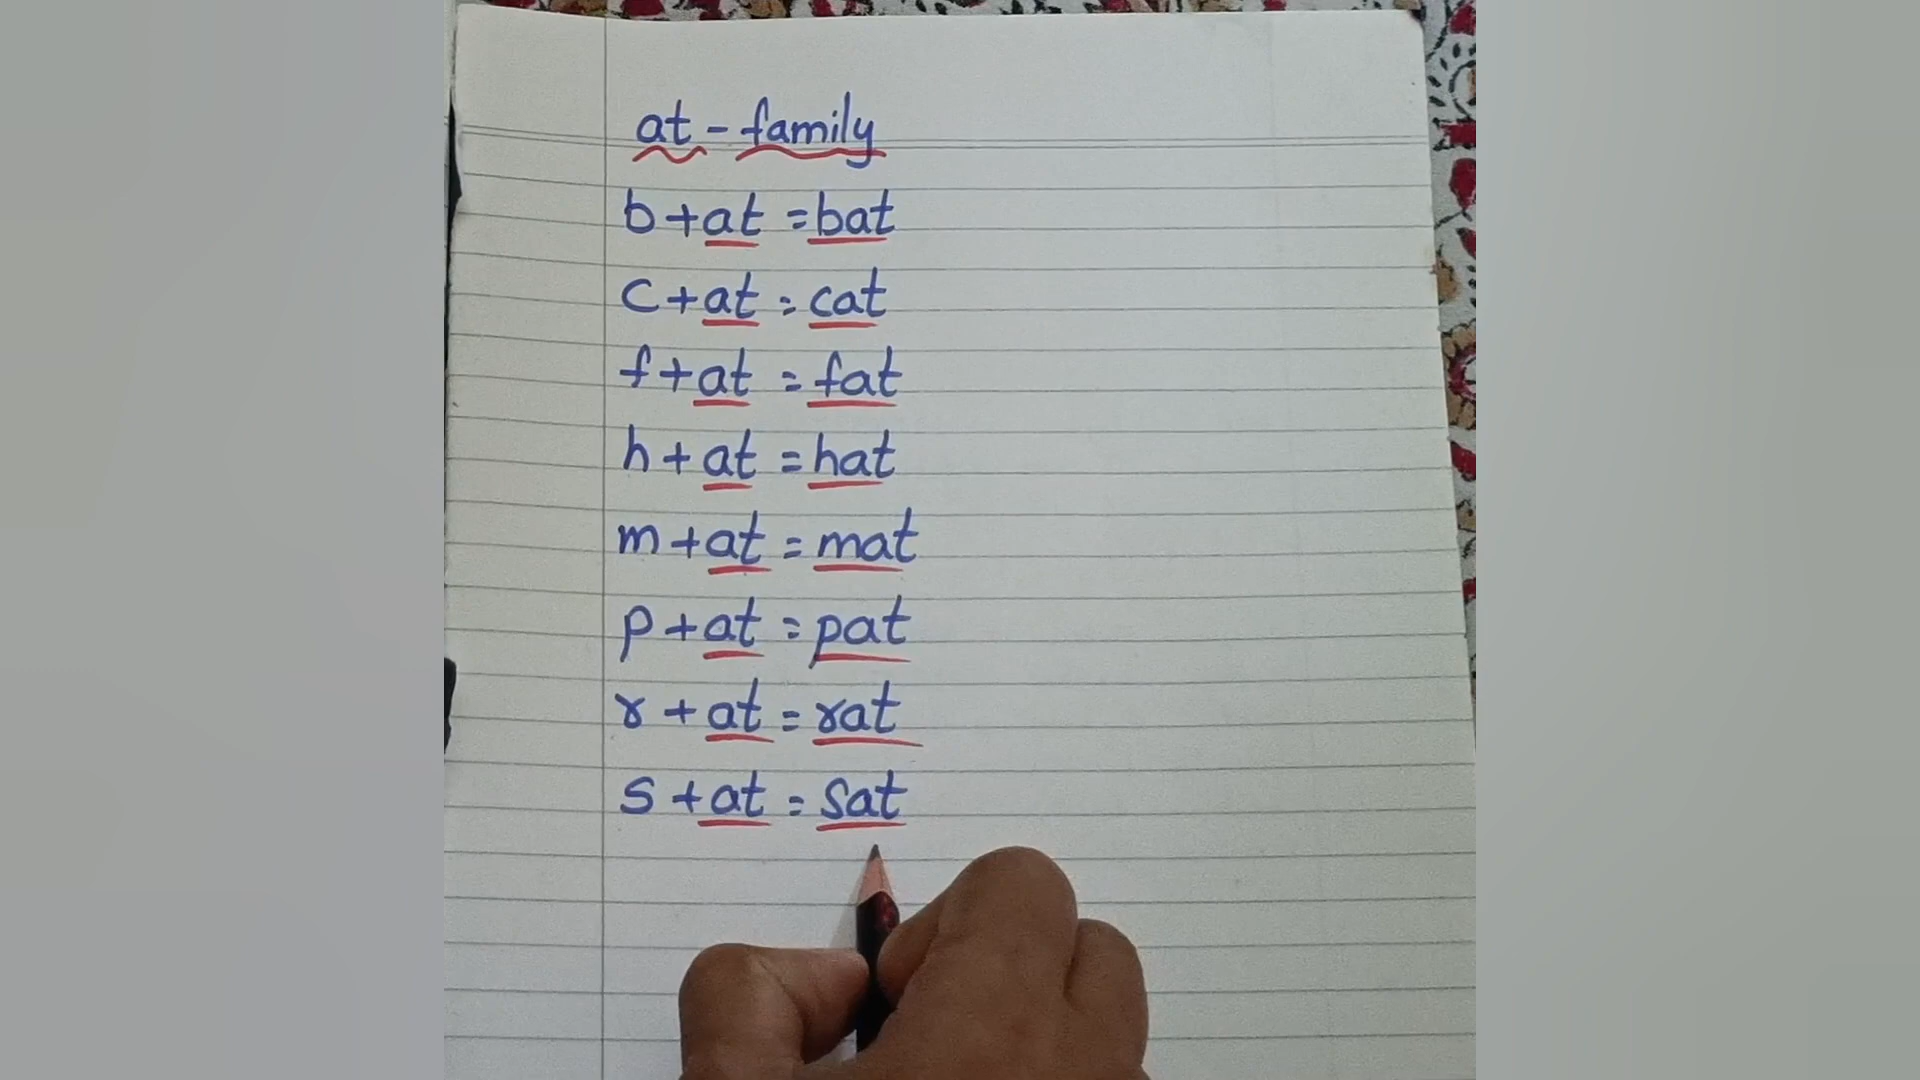 at - family
b + at = bat
c + at = cat
f + at = fat
h + at = hat
m + at = mat
p + at = pat
r + at = rat
s + at = sat